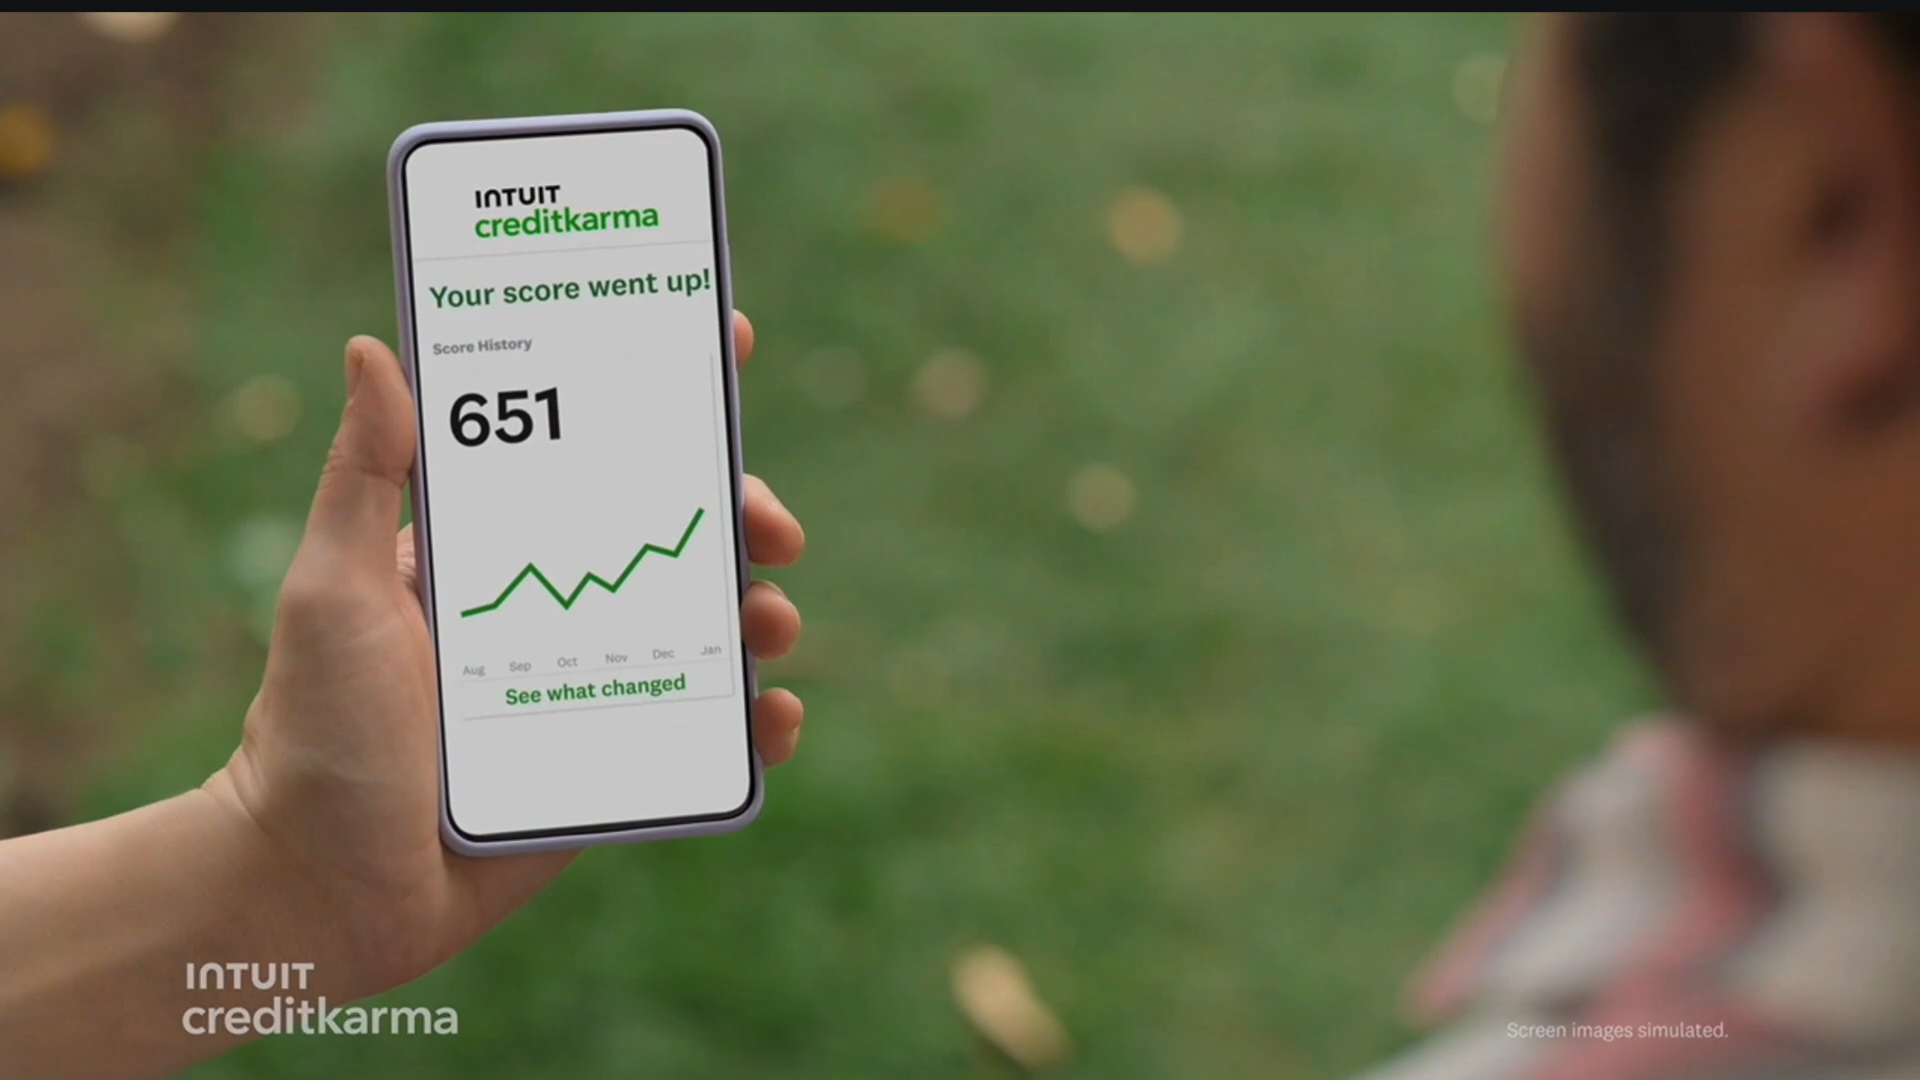 INTUIT
creditkarma
Your score went up!
Score History
651
Aug Sep Oct Nov Dec Jan
See what changed
INTUIT
creditkarma
Screen images simulated.